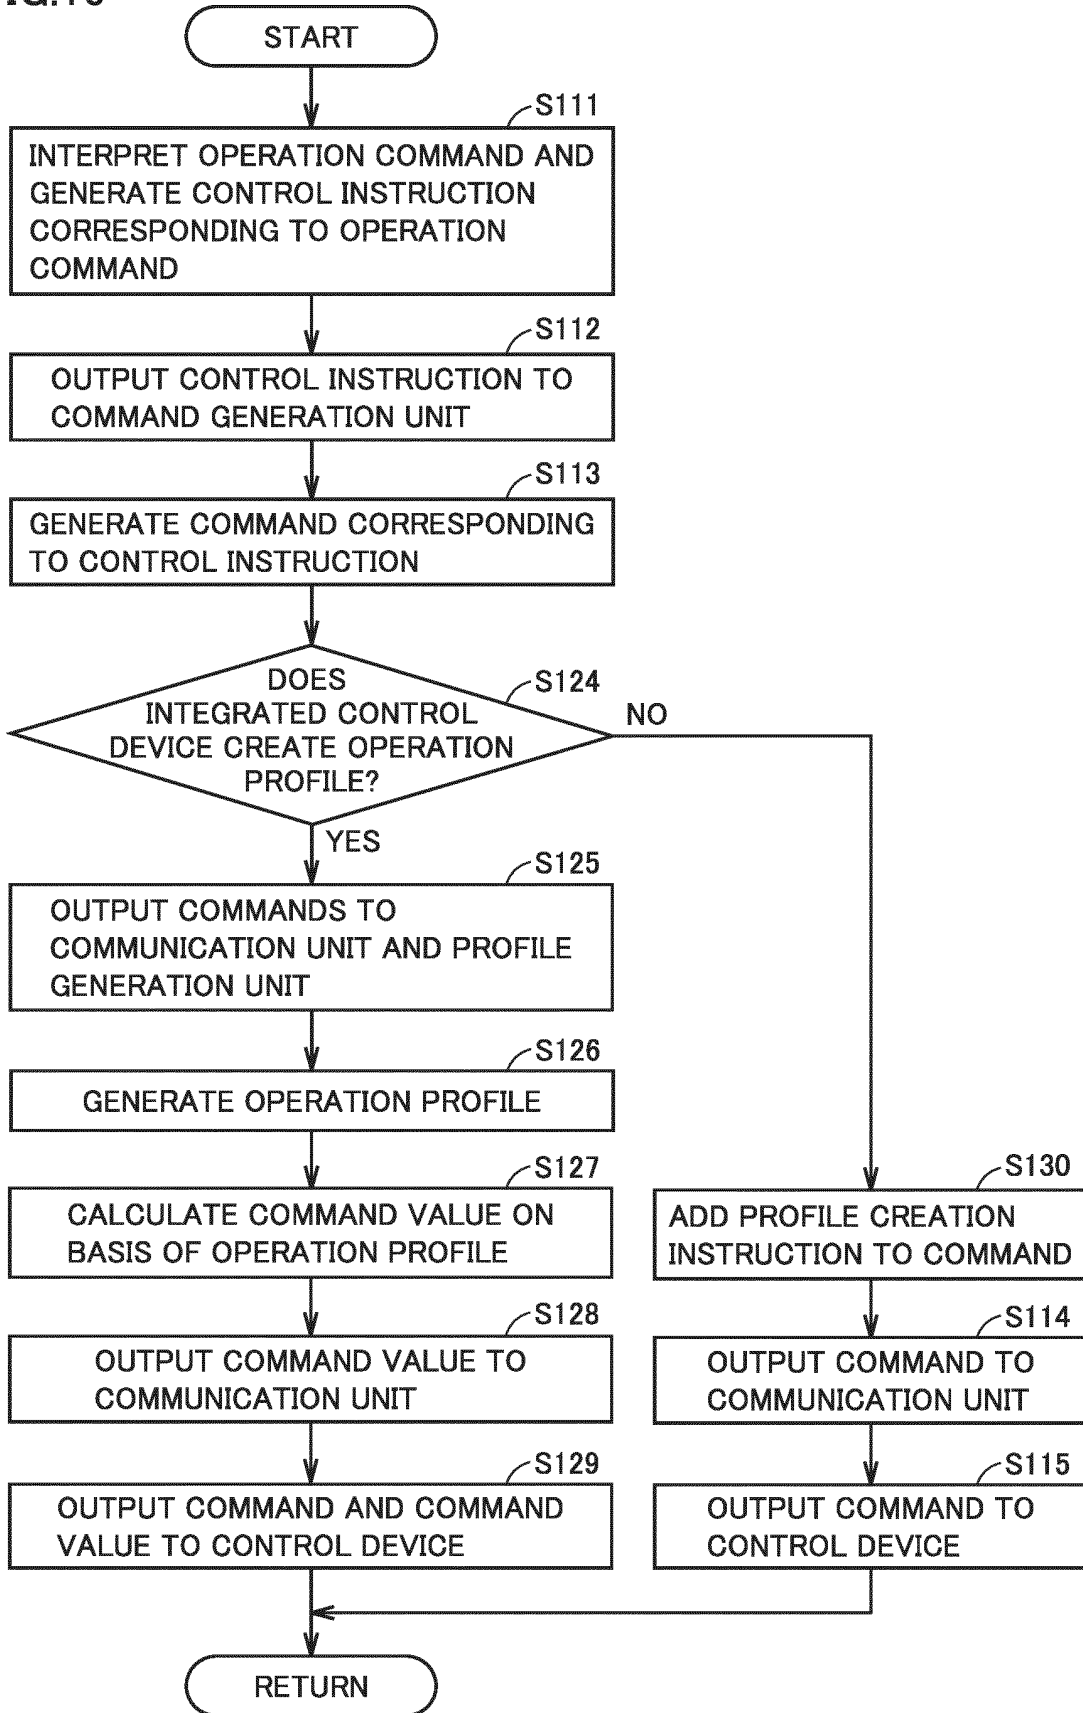 START
S111
INTERPRET OPERATION COMMAND AND
GENERATE CONTROL INSTRUCTION
CORRESPONDING TO OPERATION
COMMAND
S112
OUTPUT CONTROL INSTRUCTION TO
COMMAND GENERATION UNIT
S113
GENERATE COMMAND CORRESPONDING
TO CONTROL INSTRUCTION
S124
DOES
INTEGRATED CONTROL
DEVICE CREATE OPERATION
PROFILE?
NO
YES
S125
OUTPUT COMMANDS TO
COMMUNICATION UNIT AND PROFILE
GENERATION UNIT
S126
GENERATE OPERATION PROFILE
S127
CALCULATE COMMAND VALUE ON
BASIS OF OPERATION PROFILE
S128
OUTPUT COMMAND VALUE TO
COMMUNICATION UNIT
S129
OUTPUT COMMAND AND COMMAND
VALUE TO CONTROL DEVICE
S130
ADD PROFILE CREATION
INSTRUCTION TO COMMAND
S114
OUTPUT COMMAND TO
COMMUNICATION UNIT
S115
OUTPUT COMMAND TO
CONTROL DEVICE
RETURN